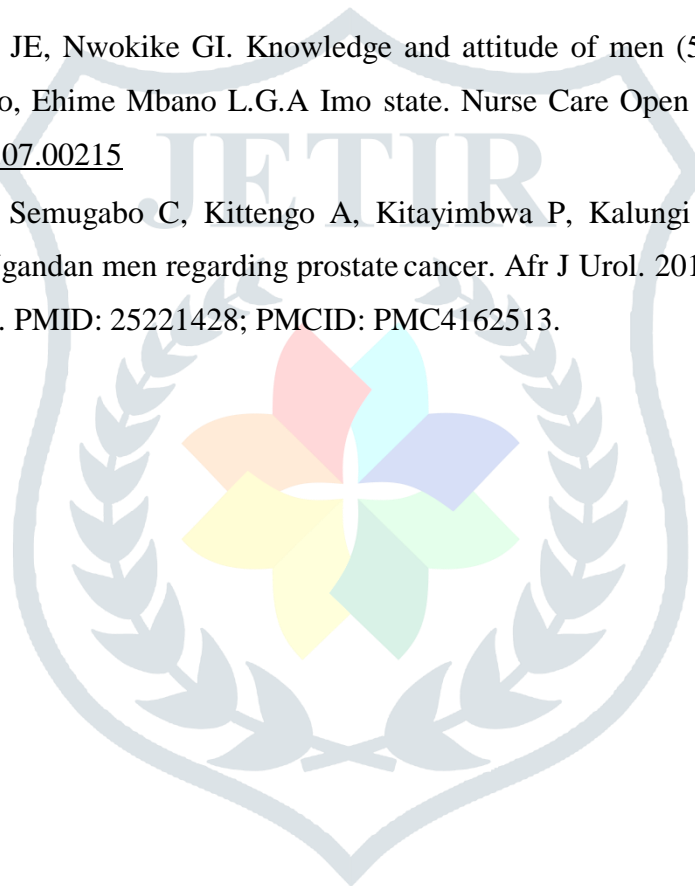 JE, Nwokike GI. Knowledge and attitude of men (5
o, Ehime Mbano L.G.A Imo state. Nurse Care Open
07.00215
Semugabo C, Kittengo A, Kitayimbwa P, Kalungi
gandan men regarding prostate cancer. Afr J Urol. 201
. PMID: 25221428; PMCID: PMC4162513.
JETIR